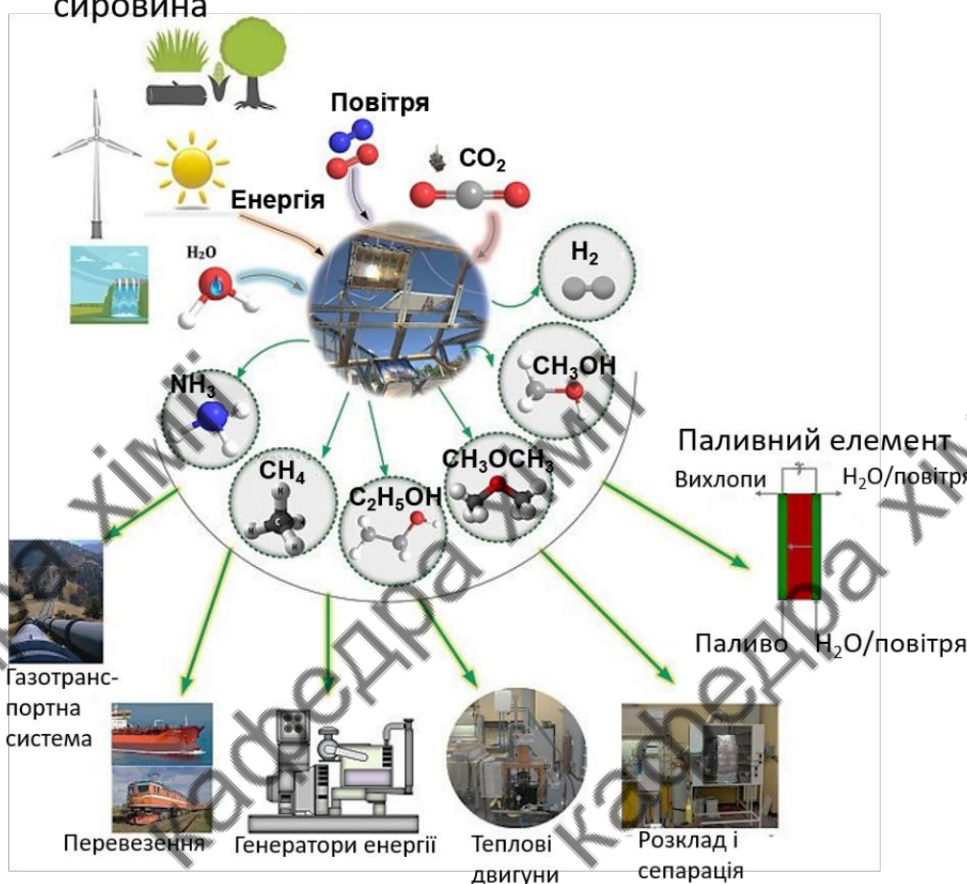 сировина
Повітря
CO₂
Енергія
H₂O
H₂
CH₃OH
NH₃
CH₄
C₂H₅OH
CH₃OCH₃
Паливний елемент
Вихлопи
H₂O/повітря
Паливо
H₂O/повітря
Газотранс-
портна
система
Перевезення
Генератори енергії
Теплові
двигуни
Розклад і
сепарація
кафедра хімії
кафедра хімії